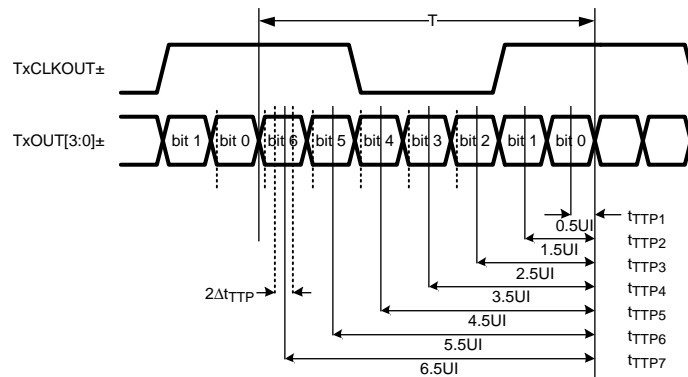 T
TxCLKOUT±
TxOUT[3:0]±
bit 1 bit 0 bit 6 bit 5 bit 4 bit 3 bit 2 bit 1 bit 0
tTTP1
0.5UI
tTTP2
1.5UI
tTTP3
2.5UI
2ΔtTTP
tTTP4
3.5UI
tTTP5
4.5UI
tTTP6
5.5UI
tTTP7
6.5UI